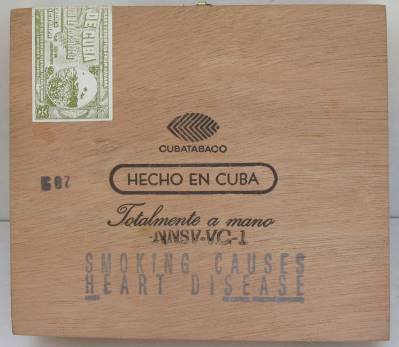 DE CUBA
CUBATABACO
HECHO EN CUBA
Totalmente a mano
NNSV-VC-1
SMOKING CAUSES
HEART DISEASE